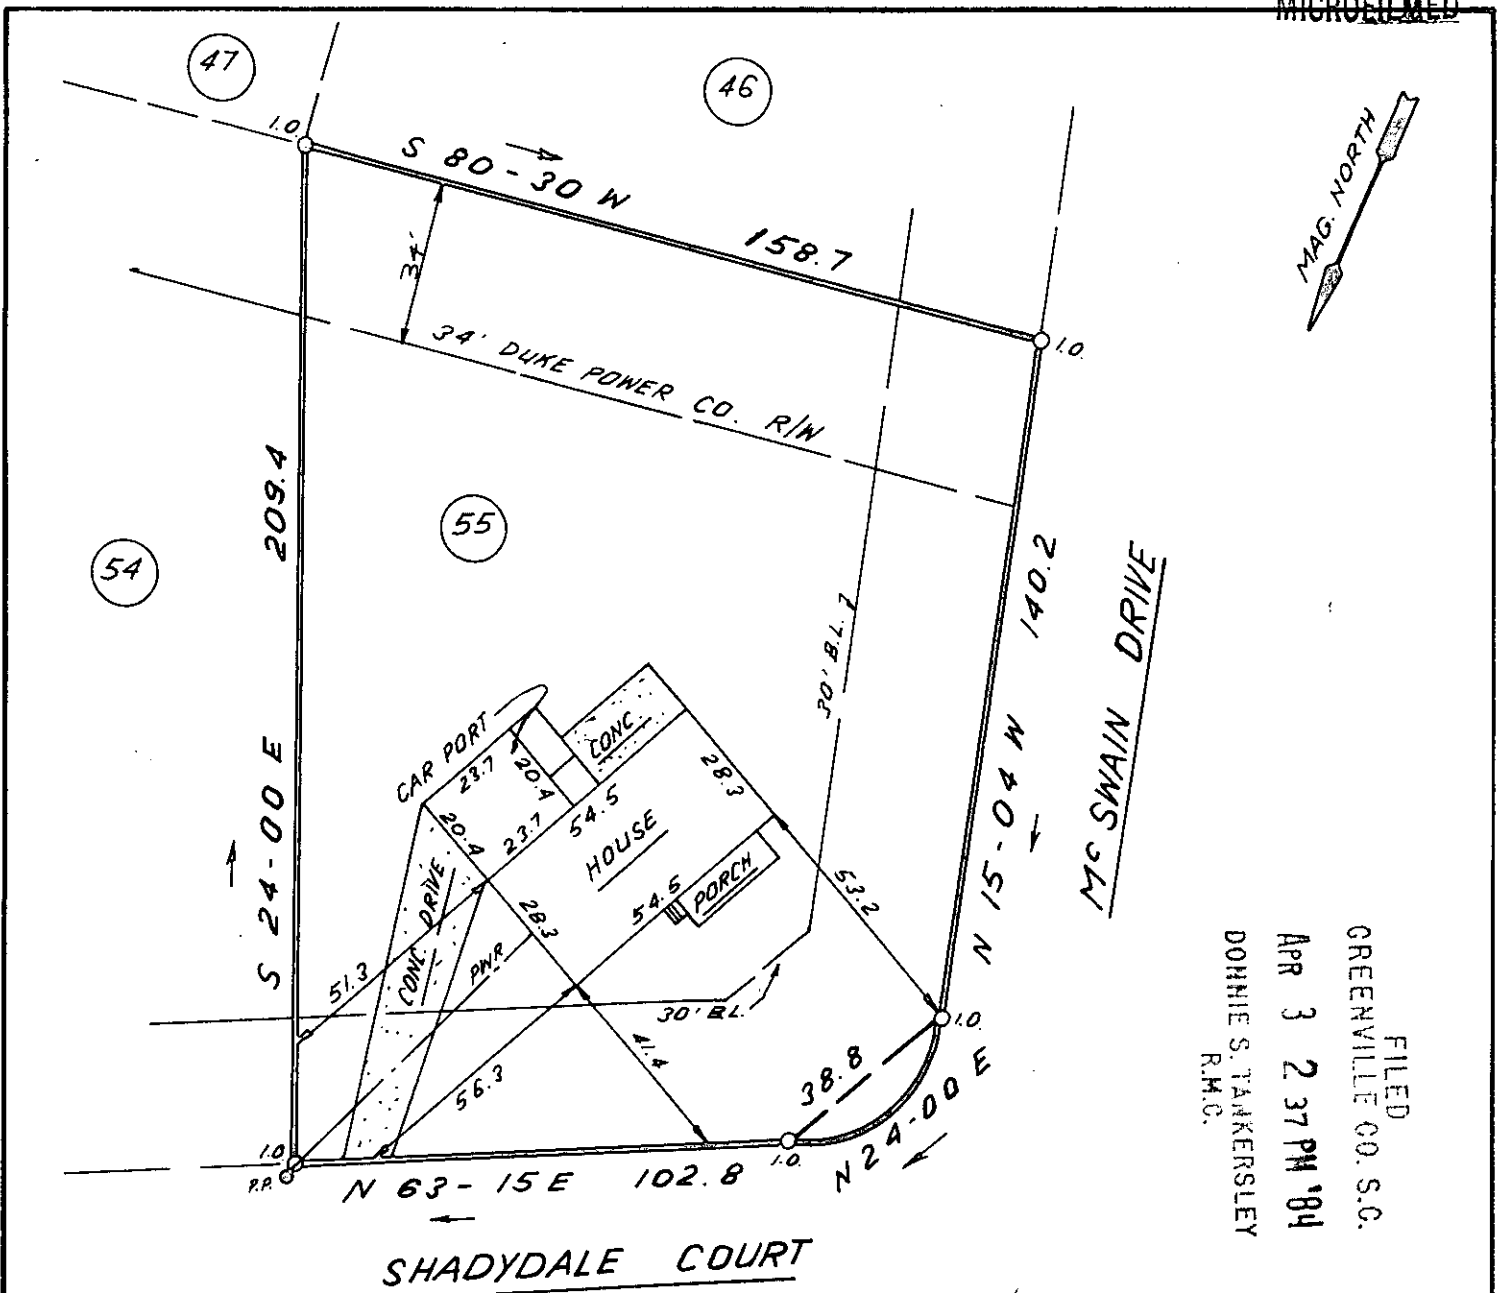 MICROFILMED
47
46
1.0.
S 80-30 W
158.7
MAG. NORTH
34'
1.0.
34' DUKE POWER CO. R/W
209.4
55
54
140.2
MC SWAIN DRIVE
30' B.L.
S 24-00 E
N 15-04 W
CAR PORT
23.7
20.4
CONC.
28.3
20.4
23.7
54.5
HOUSE
CONC. DRIVE
28.3
54.5
PORCH
53.2
PWR
51.3
30' B.L.
41.4
56.3
38.8
1.0.
N 24-00 E
1.0.
P.P.
1.0.
N 63-15 E 102.8
SHADYDALE COURT
FILED
GREENVILLE CO. S.C.
APR 3 2 37 PM '84
DONNIE S. TANKERSLEY
R.M.C.